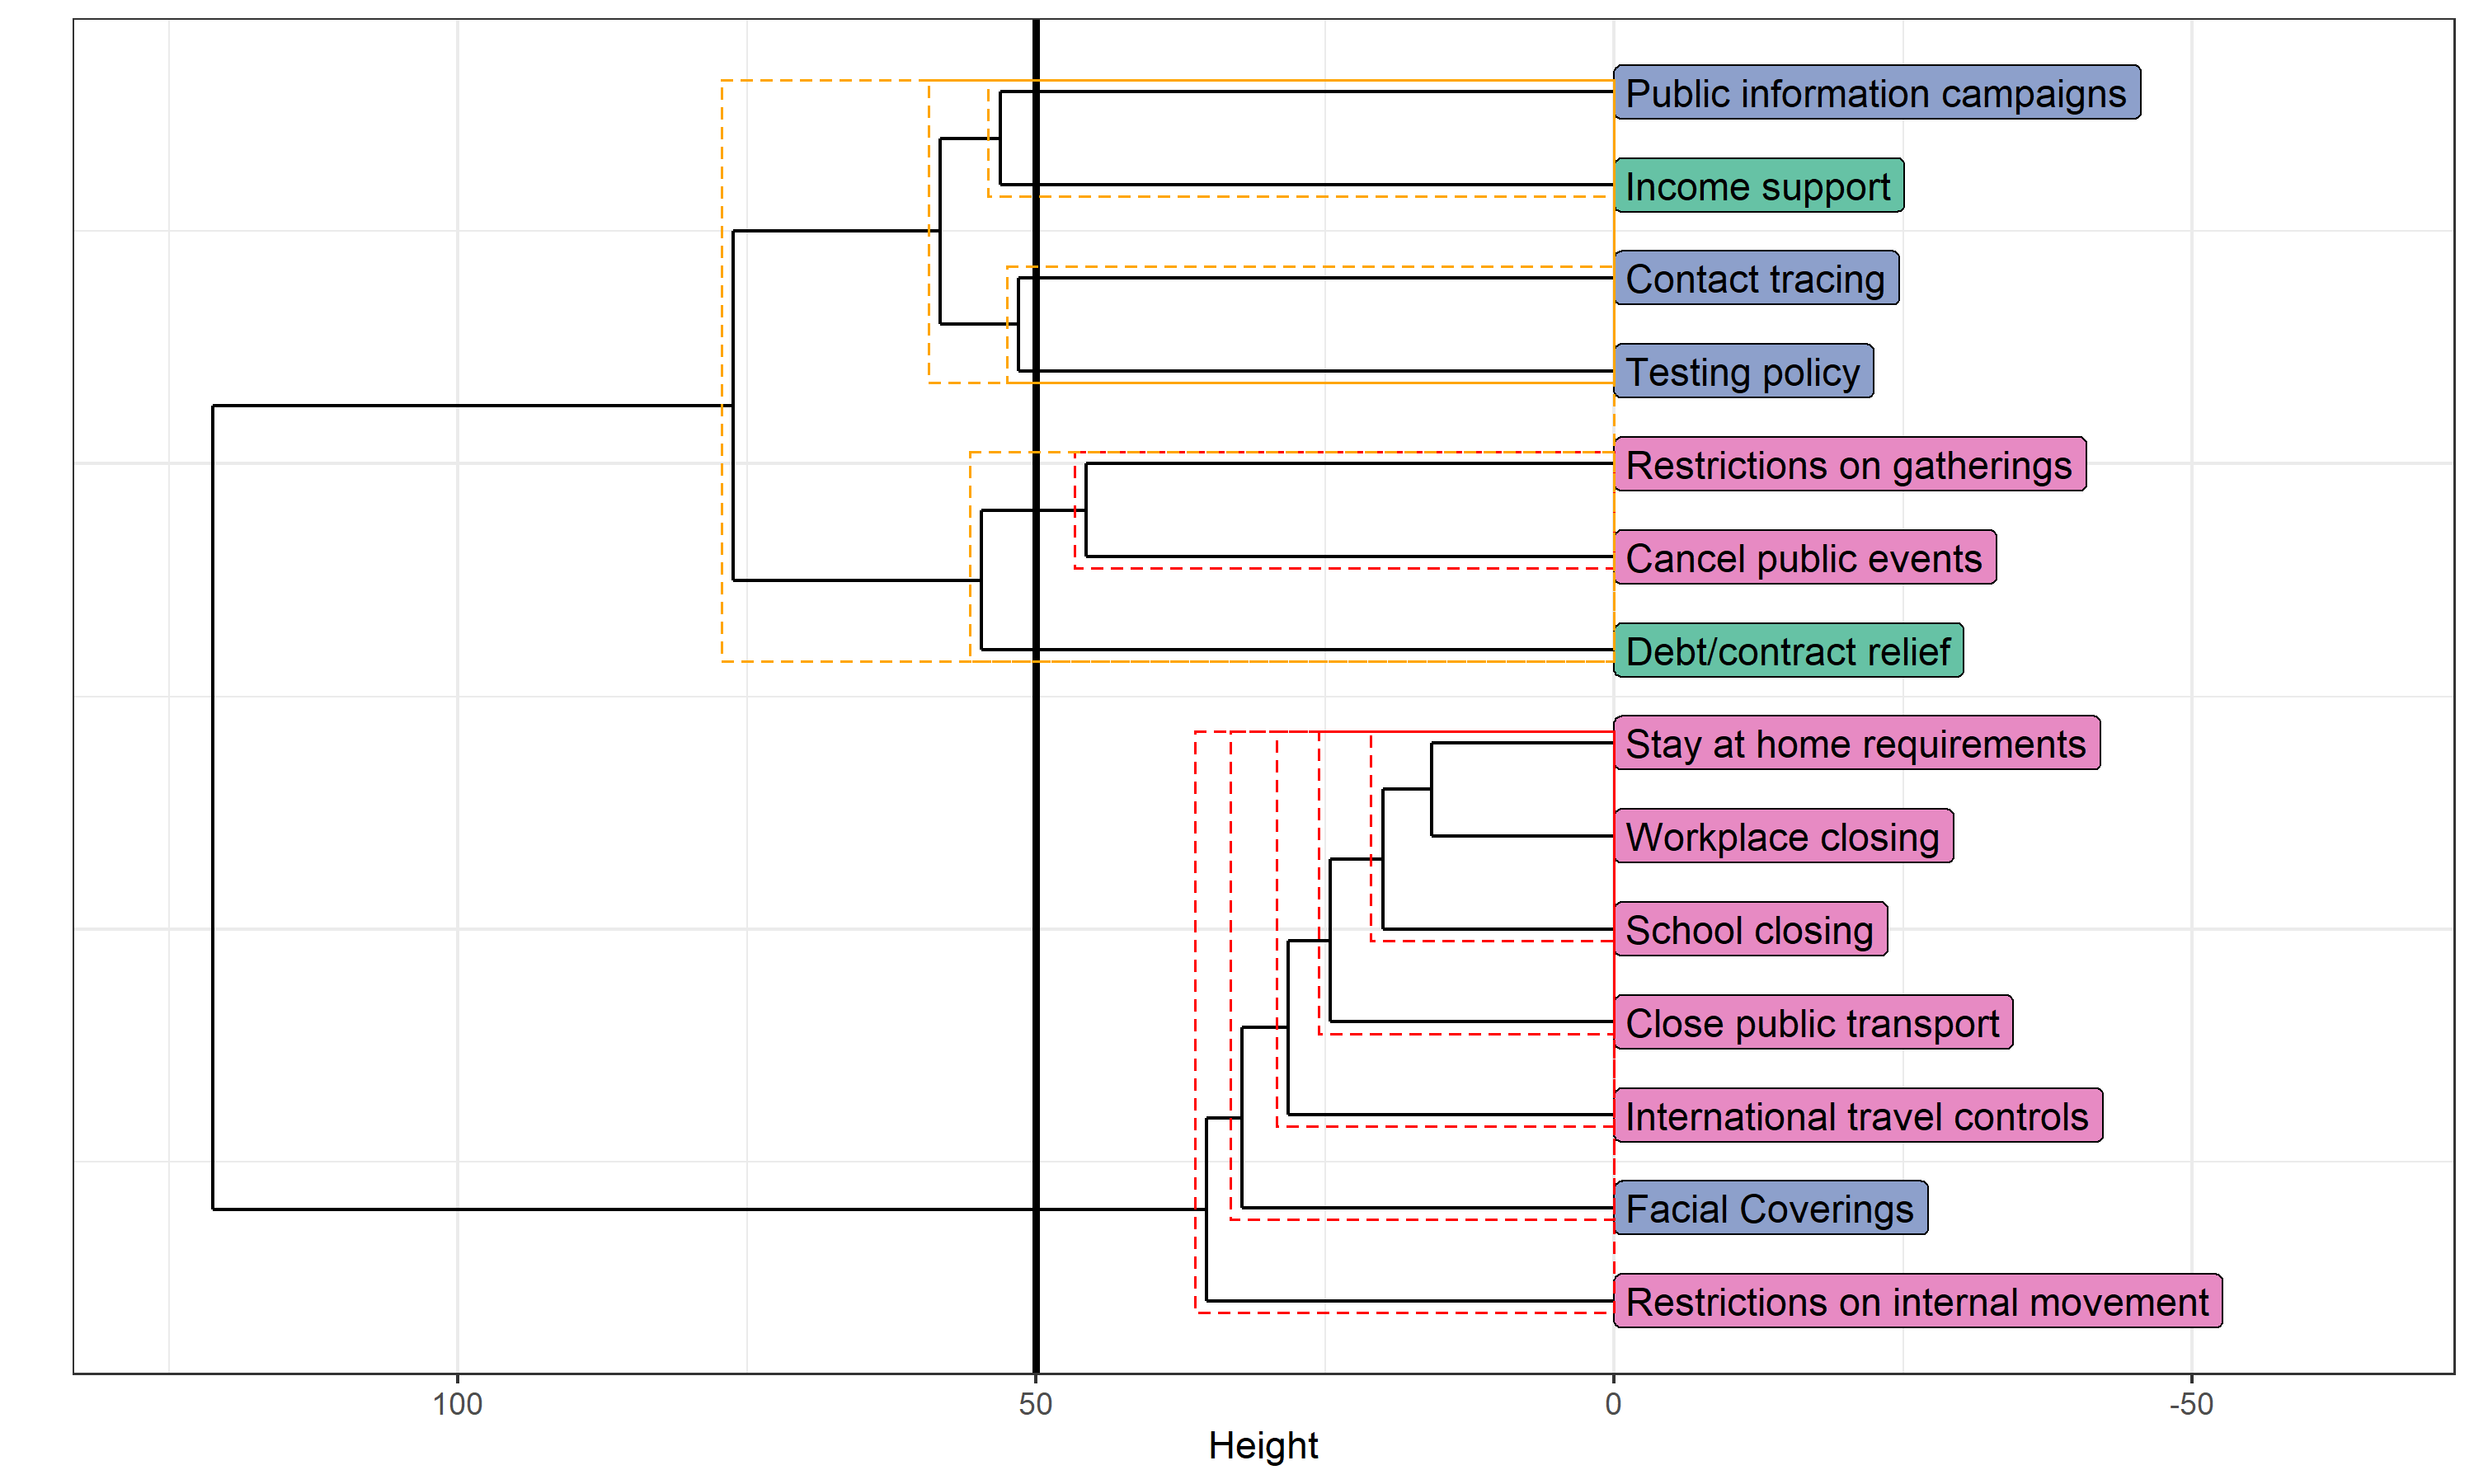 Public information campaigns
Income support
Contact tracing
Testing policy
Restrictions on gatherings
Cancel public events
Debt/contract relief
Stay at home requirements
Workplace closing
School closing
Close public transport
International travel controls
Facial Coverings
Restrictions on internal movement
100 50 0 -50
Height